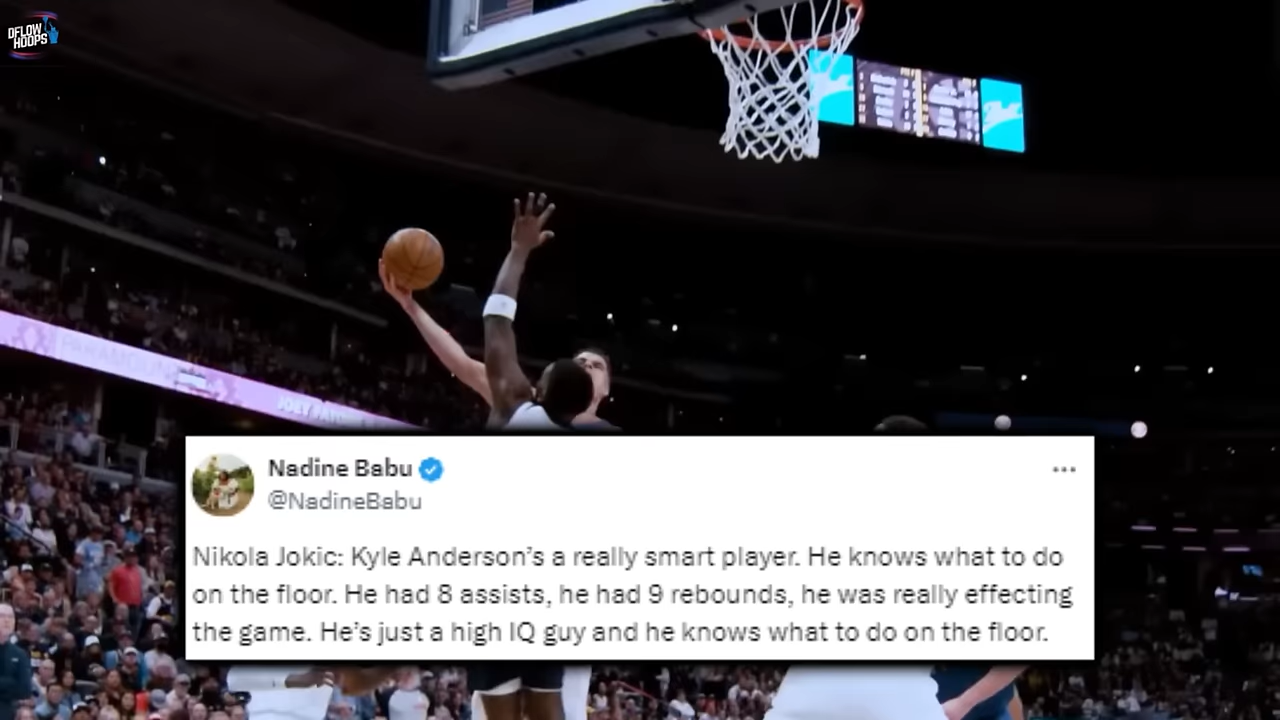 DFLOW
HOOPS
Nadine Babu
@NadineBabu
Nikola Jokic: Kyle Anderson’s a really smart player. He knows what to do
on the floor. He had 8 assists, he had 9 rebounds, he was really effecting
the game. He’s just a high IQ guy and he knows what to do on the floor.